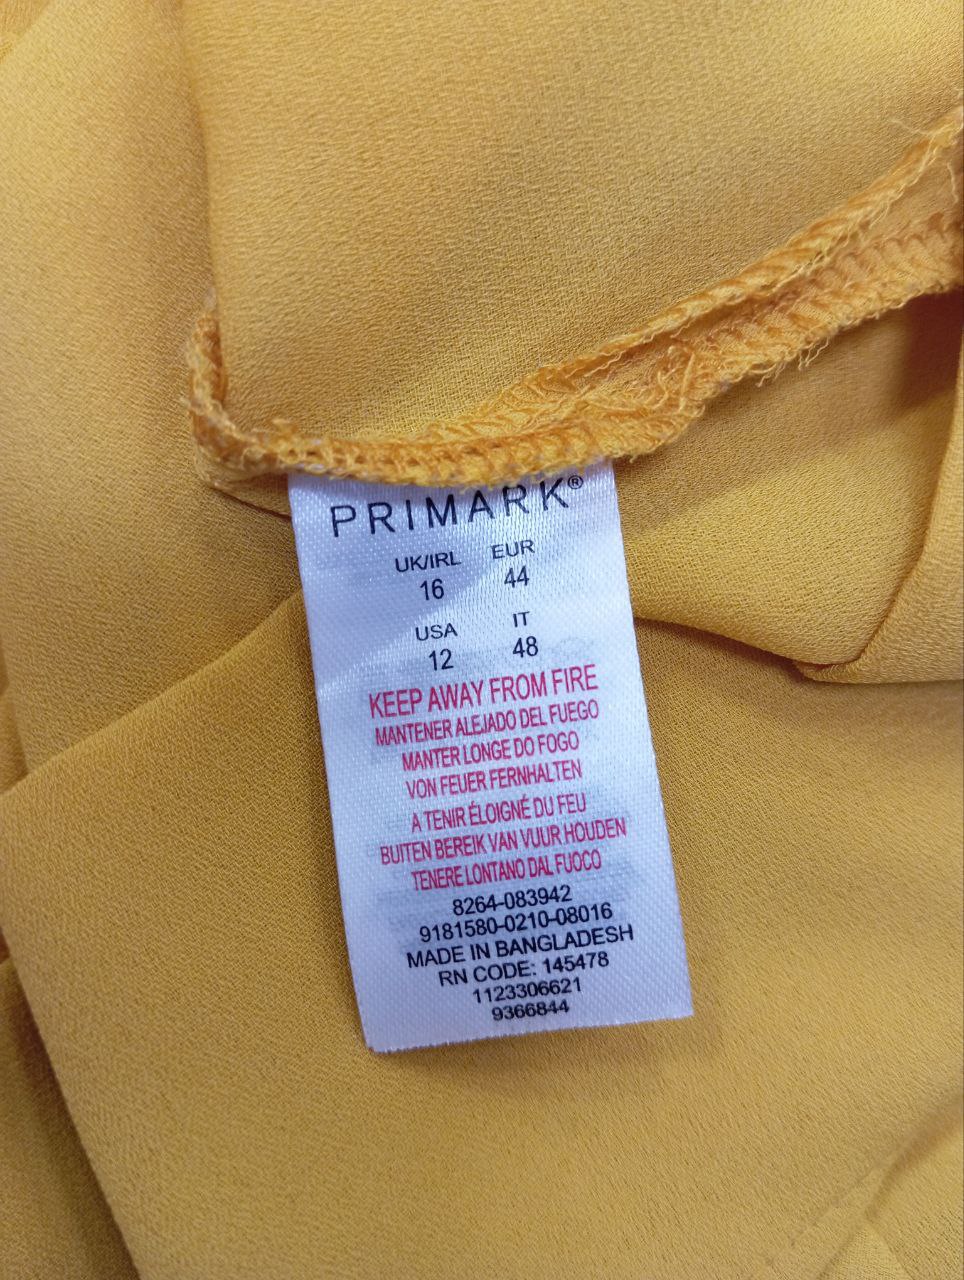 PRIMARK®
UK/IRL EUR
16 44
USA IT
12 48
KEEP AWAY FROM FIRE
MANTENER ALEJADO DEL FUEGO
MANTER LONGE DO FOGO
VON FEUER FERNHALTEN
A TENIR ÉLOIGNÉ DU FEU
BUITEN BEREIK VAN VUUR HOUDEN
TENERE LONTANO DAL FUOCO
8264-083942
9181580-0210-08016
MADE IN BANGLADESH
RN CODE: 145478
1123306621
9366844